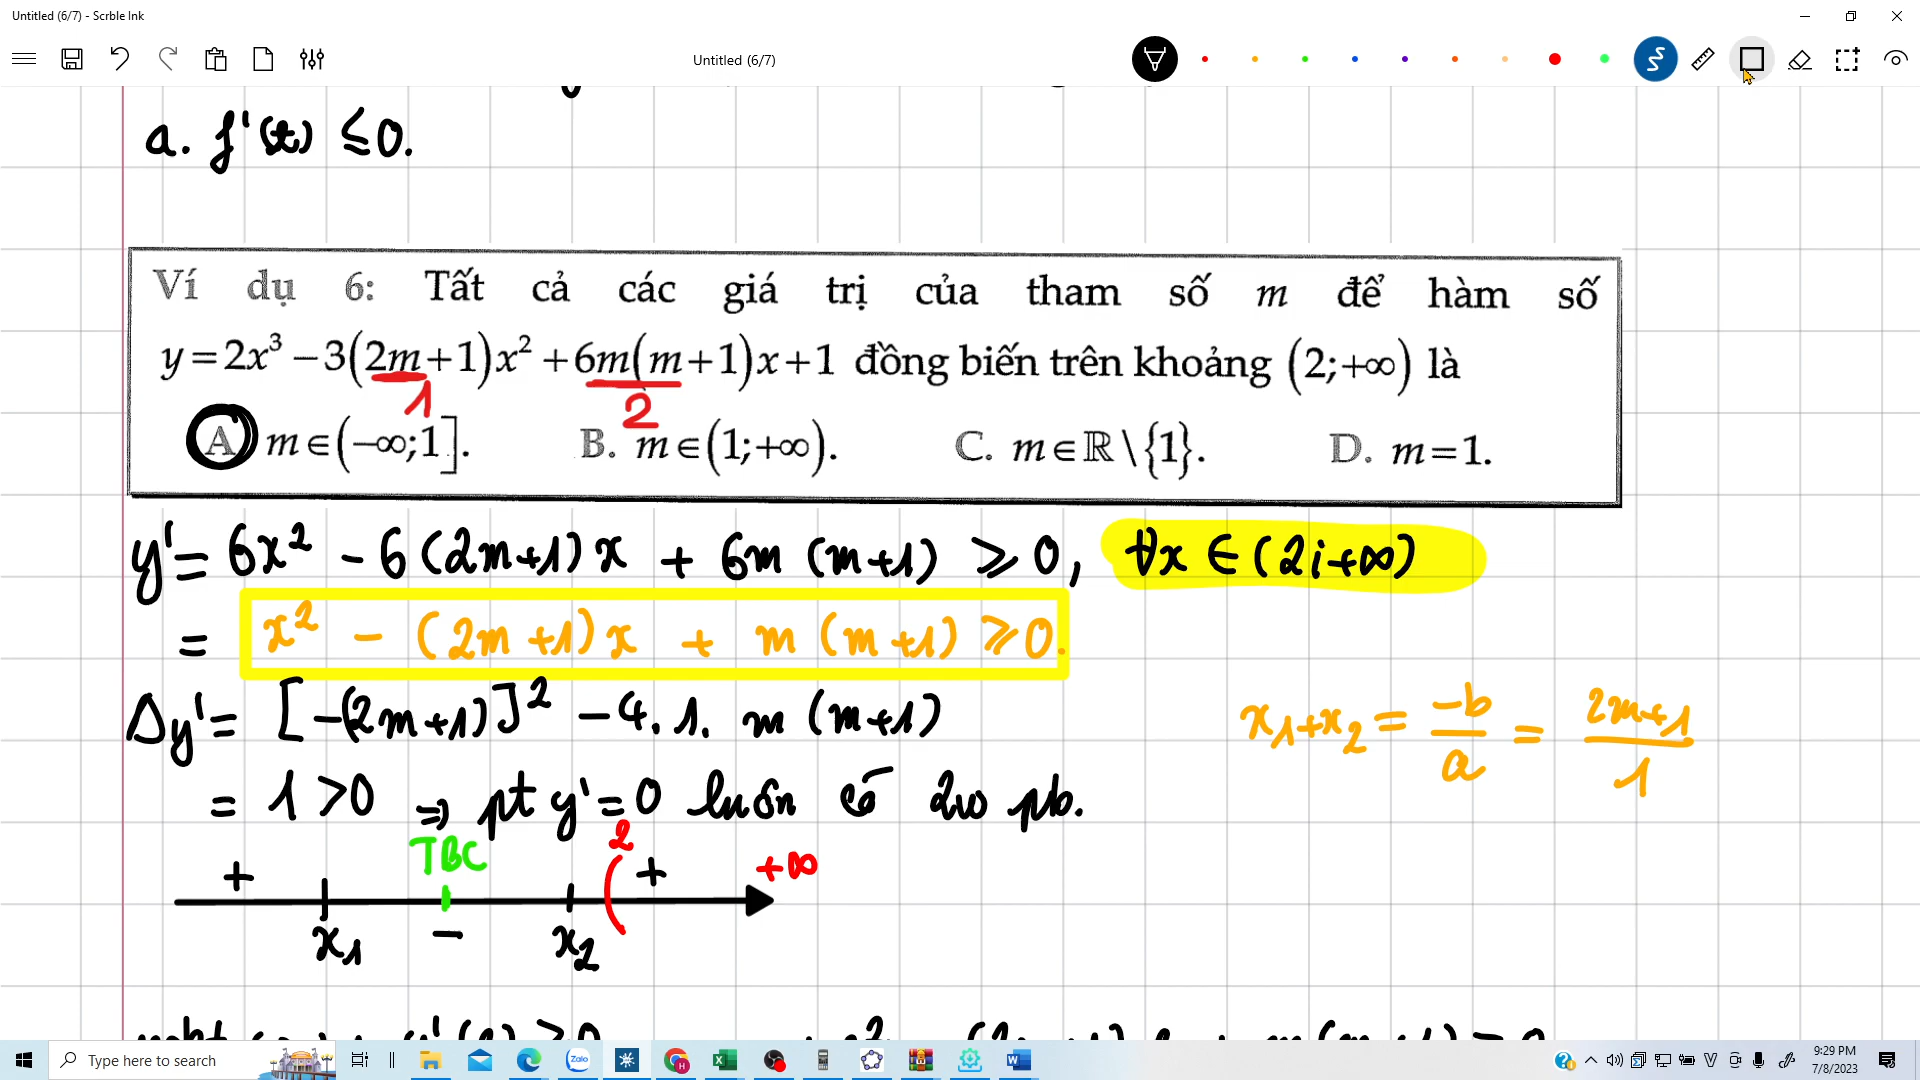 Untitled (6/7) - Scrble Ink
Untitled (6/7)
a. f'(t) ≤0.
Ví dụ 6: Tất cả các giá trị của tham số m để hàm số
y = 2x³ − 3(2m+1)x² + 6m(m+1)x + 1 đồng biến trên khoảng (2;+∞) là
1
2
A m∈(−∞;1]. B. m∈(1;+∞). C. m∈ℝ\{1}. D. m=1.
y' = 6x² - 6(2m+1)x + 6m(m+1) ⩾ 0, ∀x ∈ (2;+∞)
= x² - (2m+1)x + m(m+1) ⩾ 0.
Δy' = [-(2m+1)]² - 4. 1. m(m+1)
x₁+x₂ = -b/a = 2m+1/1
= 1 > 0 ⇒ pt y'=0 luôn có 2no pb.
TBC 2
+ + +∞
x₁ − x₂
Type here to search
Zalo
9:29 PM
7/8/2023